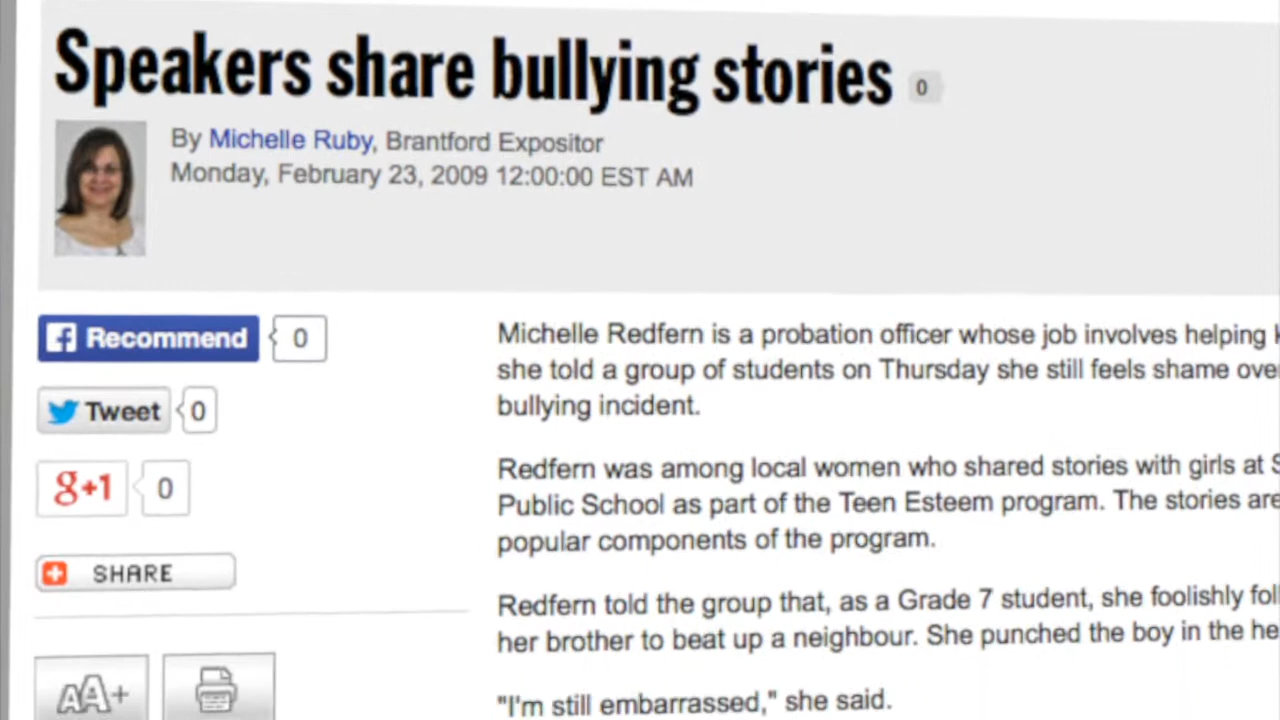 Speakers share bullying stories 0
By Michelle Ruby, Brantford Expositor
Monday, February 23, 2009 12:00:00 EST AM
Recommend 0
Tweet 0
g+1 0
SHARE
AA+
Michelle Redfern is a probation officer whose job involves helping
she told a group of students on Thursday she still feels shame
bullying incident.
Redfern was among local women who shared stories with girls at
Public School as part of the Teen Esteem program. The stories are
popular components of the program.
Redfern told the group that, as a Grade 7 student, she foolishly
her brother to beat up a neighbour. She punched the boy in the
"I'm still embarrassed," she said.